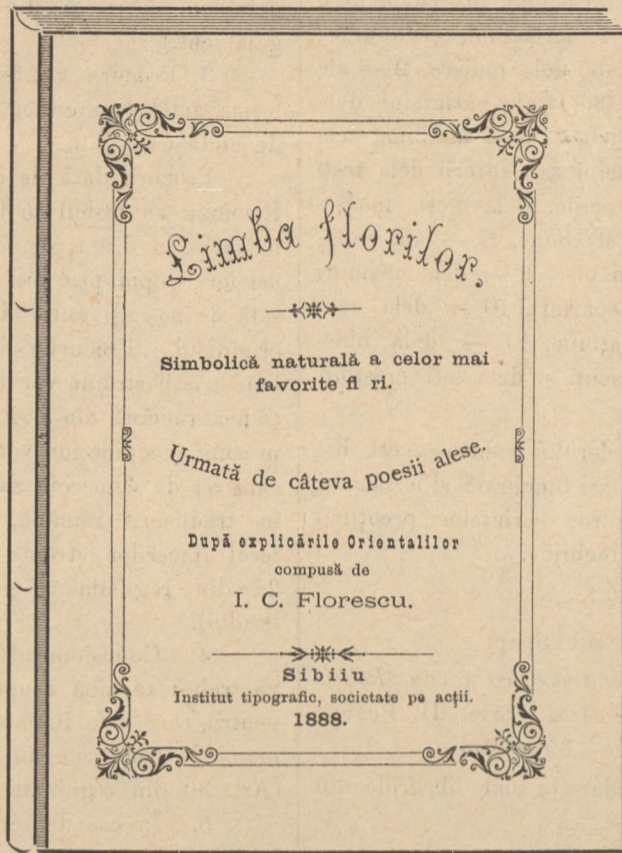 Limba florilor.
Simbolică naturală a celor mai
favorite fl ri.
Urmată de câteva poesii alese.
După explicările Orientalilor
compusă de
I. C. Florescu.
Sibiiu
Institut tipografic, societate pe acții.
1888.